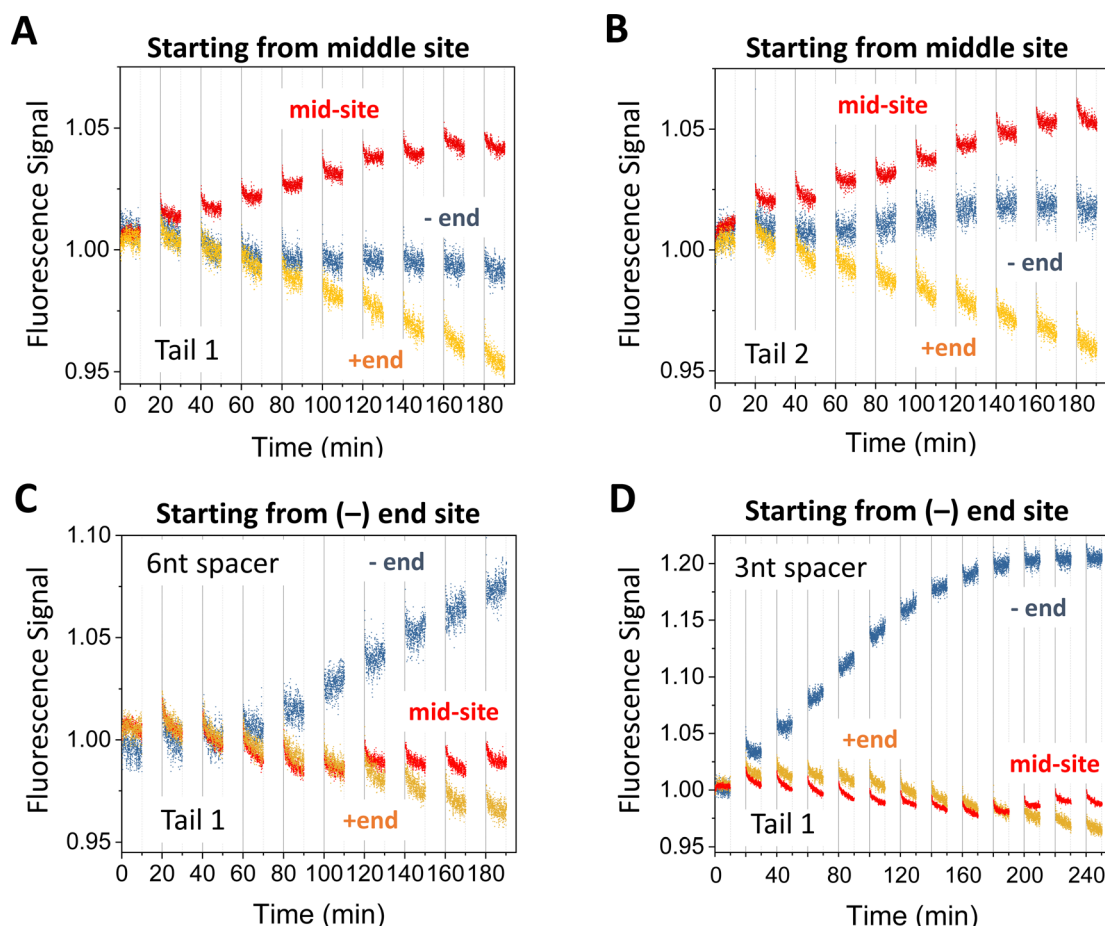 A
Starting from middle site
Fluorescence Signal
1.05
1.00
0.95
mid-site
- end
Tail 1
+end
0 20 40 60 80 100 120 140 160 180
Time (min)
B
Starting from middle site
Fluorescence Signal
1.05
1.00
0.95
mid-site
- end
Tail 2
+end
0 20 40 60 80 100 120 140 160 180
Time (min)
C
Starting from (–) end site
Fluorescence Signal
1.10
1.05
1.00
0.95
6nt spacer
- end
mid-site
Tail 1
+end
0 20 40 60 80 100 120 140 160 180
Time (min)
D
Starting from (–) end site
Fluorescence Signal
1.20
1.15
1.10
1.05
1.00
0.95
3nt spacer
- end
+end
mid-site
Tail 1
0 40 80 120 160 200 240
Time (min)